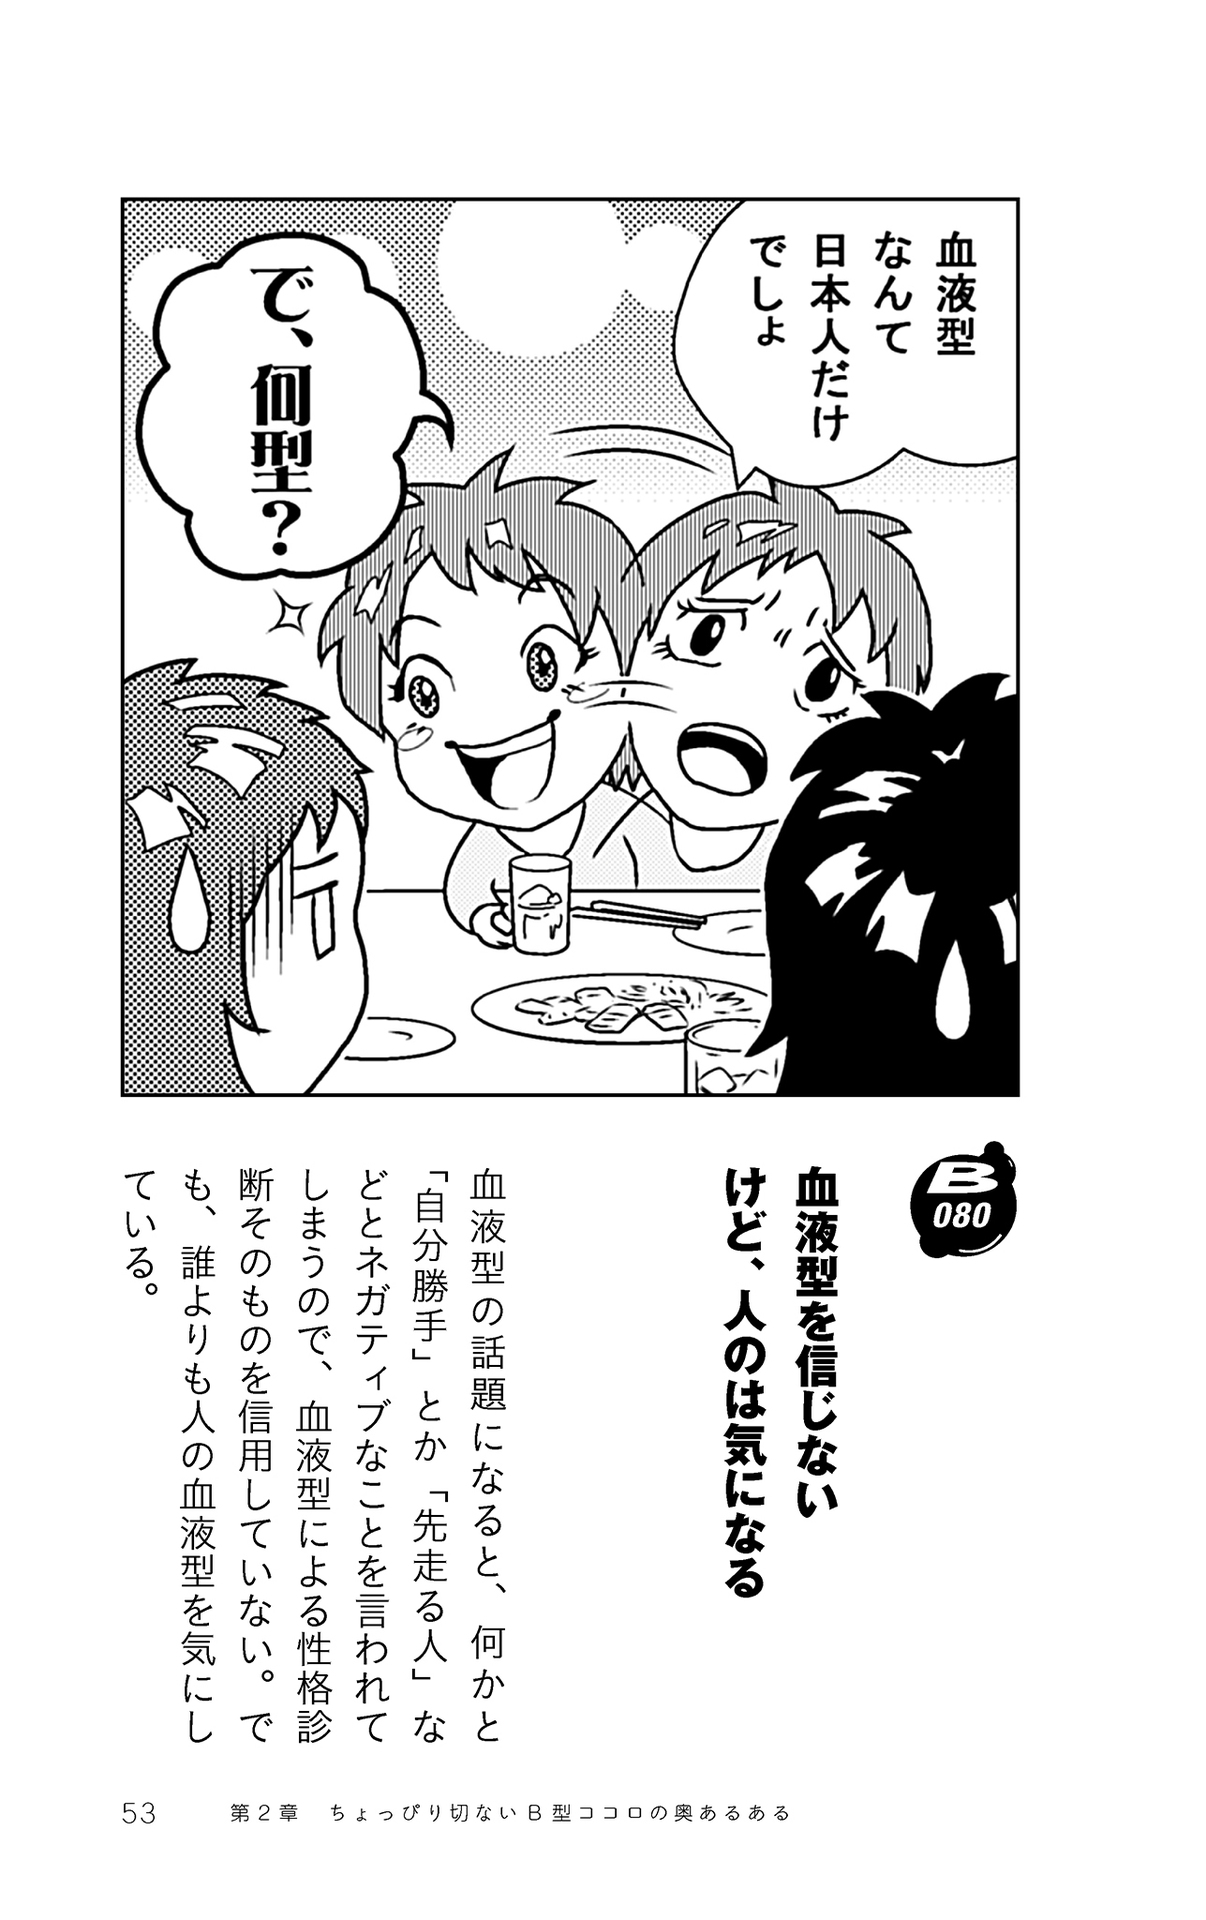 血液型
なんて
日本人だけ
でしょ
で、何型？
B
080
血液型を信じない
けど、人のは気になる
血液型の話題になると、何かと
「自分勝手」とか「先走る人」な
どとネガティブなことを言われて
しまうので、血液型による性格診
断そのものを信用していない。で
も、誰よりも人の血液型を気にし
ている。
53
第2章　ちょっぴり切ないB型ココロの奥あるある